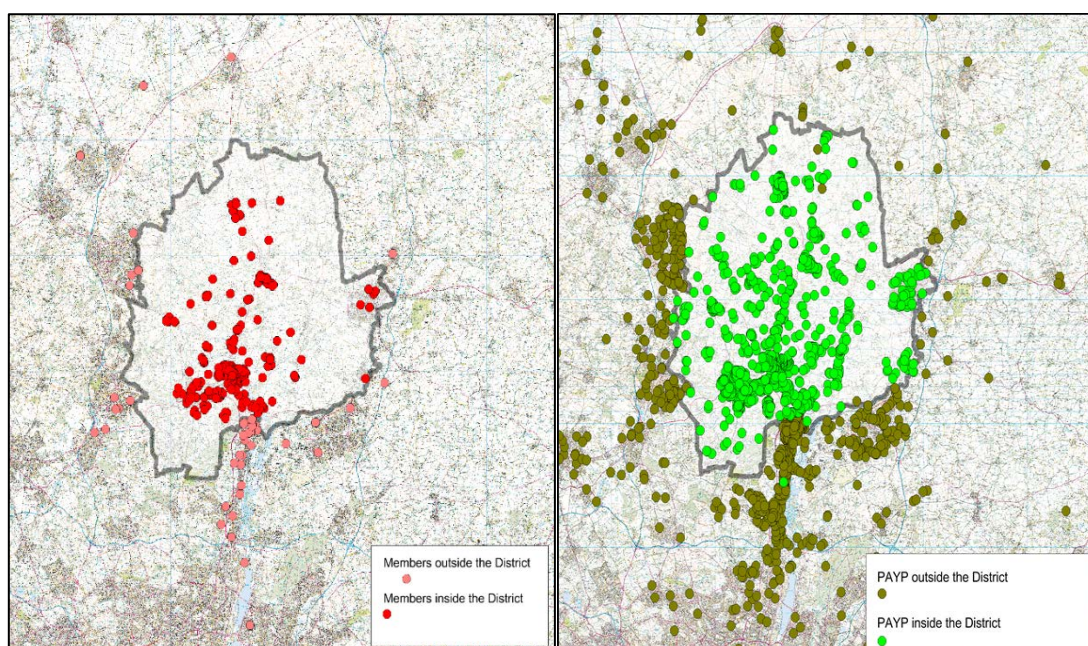 Members outside the District
Members inside the District
PAYP outside the District
PAYP inside the District